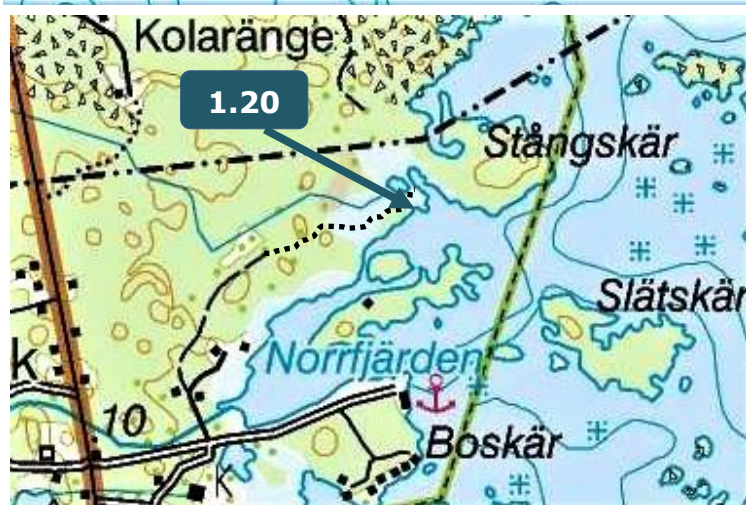 Kolaränge
1.20
Stångskär
Slätskär
Norrfjärden
k
10
Boskär
K